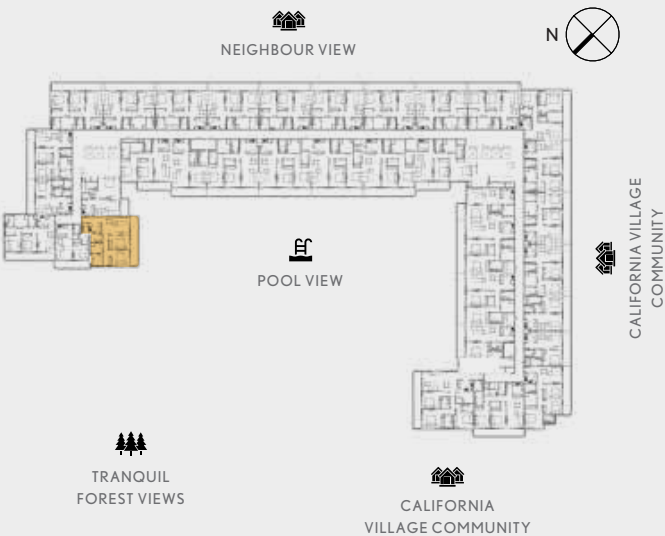 NEIGHBOUR VIEW
N
POOL VIEW
CALIFORNIA VILLAGE
COMMUNITY
TRANQUIL
FOREST VIEWS
CALIFORNIA
VILLAGE COMMUNITY